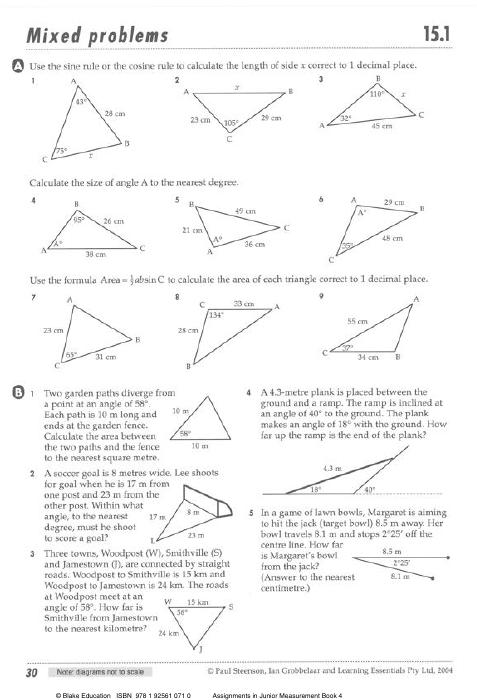 Mixed problems 15.1
A Use the sine rule or the cosine rule to calculate the length of side x correct to 1 decimal place.
1 2 3
A
43°
28 cm
B
75°
x
C
A x B
23 cm 105° 29 cm
C
B
110° x
A 32° C
45 cm
Calculate the size of angle A to the nearest degree.
4 5 6
B
95° 26 cm
A A° C
38 cm
B 49 cm
21 cm C
A° 36 cm
A
A 29 cm B
A°
48 cm
35°
C
Use the formula Area = ½absin C to calculate the area of each triangle correct to 1 decimal place.
7 8 9
A
23 cm
B
65° 31 cm
C
C 33 cm A
134°
28 cm
B
A
55 cm
C 37°
34 cm B
B 1 Two garden paths diverge from
a point at an angle of 58°.
Each path is 10 m long and
ends at the garden fence.
Calculate the area between
the two paths and the fence
to the nearest square metre.
10 m
58°
10 m
2 A soccer goal is 8 metres wide. Lee shoots
for goal when he is 17 m from
one post and 23 m from the
other post. Within what
angle, to the nearest
degree, must he shoot
to score a goal?
17 m 8 m
L 23 m
3 Three towns, Woodpost (W), Smithville (S)
and Jamestown (J), are connected by straight
roads. Woodpost to Smithville is 15 km and
Woodpost to Jamestown is 24 km. The roads
at Woodpost meet at an
angle of 58°. How far is
Smithville from Jamestown
to the nearest kilometre?
W 15 km S
58°
24 km
J
4 A 4.3-metre plank is placed between the
ground and a ramp. The ramp is inclined at
an angle of 40° to the ground. The plank
makes an angle of 18° with the ground. How
far up the ramp is the end of the plank?
4.3 m
18° 40°
5 In a game of lawn bowls, Margaret is aiming
to hit the jack (target bowl) 8.5 m away. Her
bowl travels 8.1 m and stops 2°25′ off the
centre line. How far
is Margaret's bowl
from the jack?
(Answer to the nearest
centimetre.)
8.5 m
2°25′
8.1 m
30 Note: diagrams not to scale © Paul Steenson, Ian Grobbelaar and Learning Essentials Pty Ltd, 2004
© Blake Education ISBN 978 1 92561 071 0 Assignments in Junior Measurement Book 4